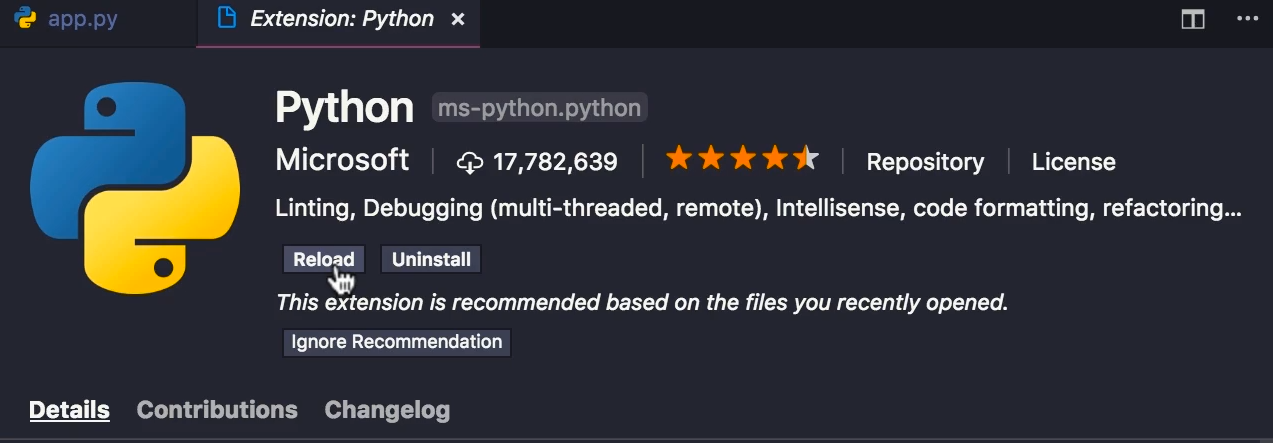 app.py Extension: Python ×
Python ms-python.python
Microsoft 17,782,639 Repository License
Linting, Debugging (multi-threaded, remote), Intellisense, code formatting, refactoring...
Reload Uninstall
This extension is recommended based on the files you recently opened.
Ignore Recommendation
Details Contributions Changelog